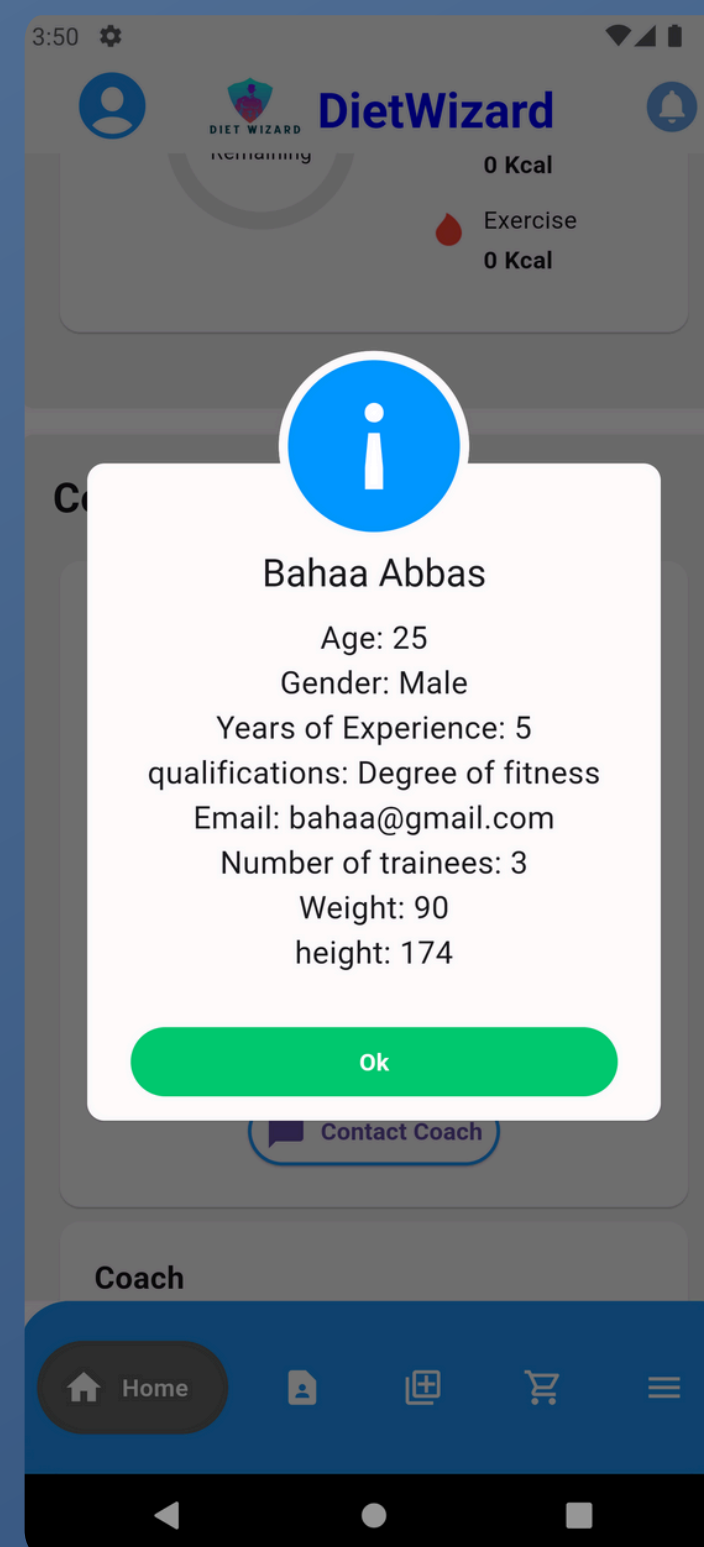 3:50
DIET WIZARD
DietWizard
Remaining
0 Kcal
Exercise
0 Kcal
Bahaa Abbas
Age: 25
Gender: Male
Years of Experience: 5
qualifications: Degree of fitness
Email: bahaa@gmail.com
Number of trainees: 3
Weight: 90
height: 174
Ok
Contact Coach
Coach
Home